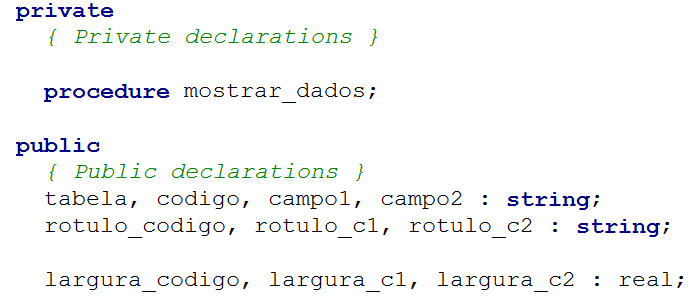 private
{ Private declarations }
procedure mostrar_dados;
public
{ Public declarations }
tabela, codigo, campo1, campo2 : string;
rotulo_codigo, rotulo_c1, rotulo_c2 : string;
largura_codigo, largura_c1, largura_c2 : real;